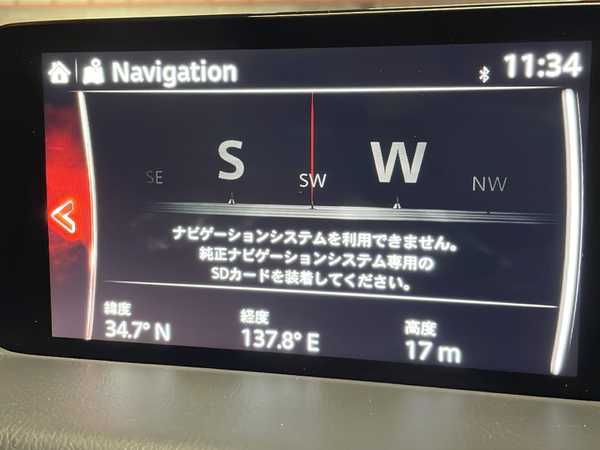 Navigation 11:34
SE S SW W NW
ナビゲーションシステムを利用できません。
純正ナビゲーションシステム専用の
SDカードを装着してください。
緯度 経度 高度
34.7° N 137.8° E 17 m